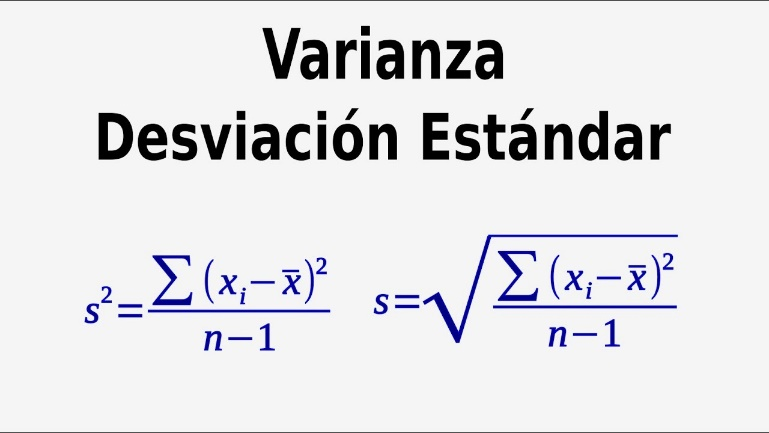 Varianza
Desviación Estándar
s²=∑(xᵢ−x̄)²/n−1 s=√∑(xᵢ−x̄)²/n−1